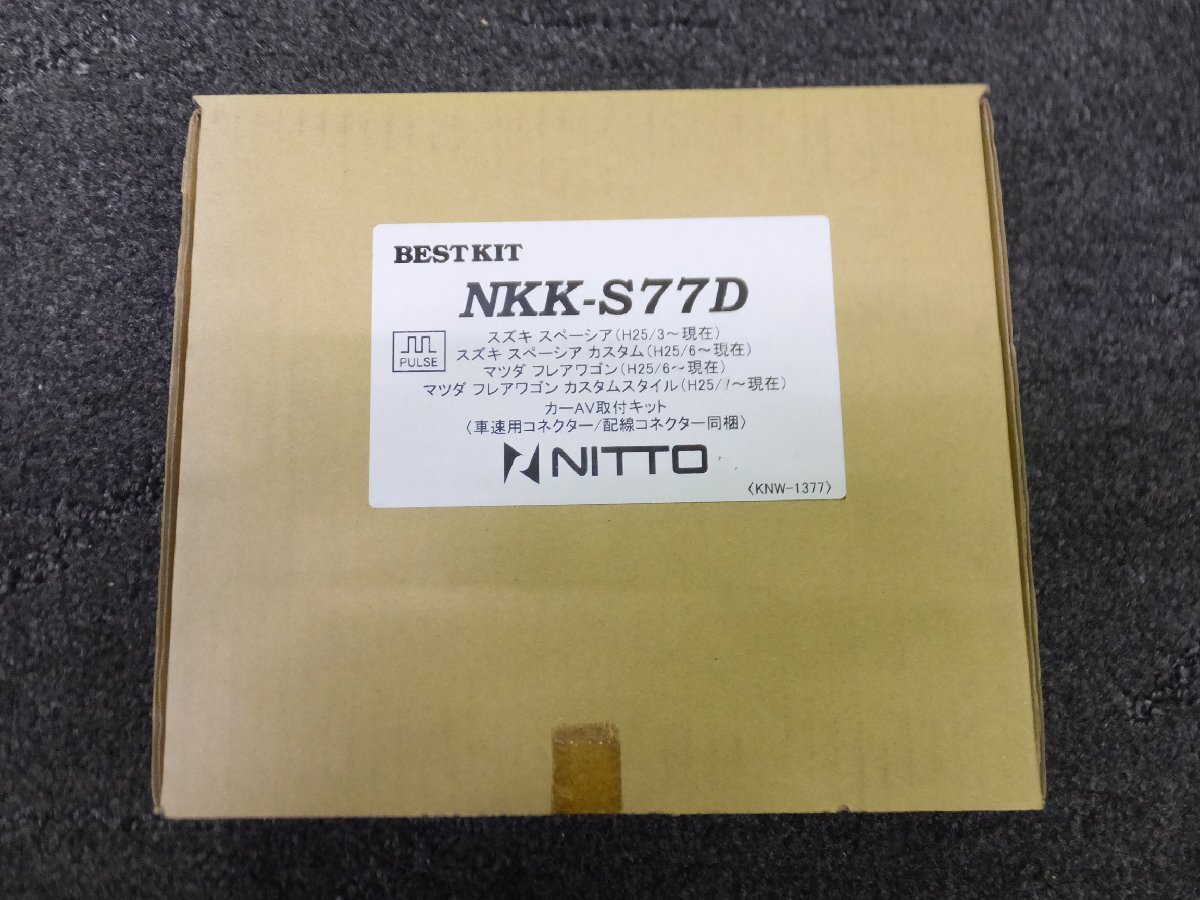 BEST KIT
NKK-S77D
PULSE
スズキ スペーシア(H25/3～現在)
スズキ スペーシア カスタム(H25/6～現在)
マツダ フレアワゴン(H25/6～現在)
マツダ フレアワゴン カスタムスタイル(H25/7～現在)
カーAV取付キット
〈車速用コネクター/配線コネクター同梱〉
NITTO
〈KNW-1377〉